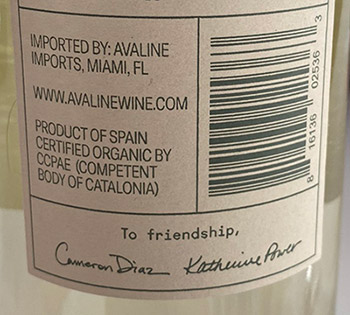 IMPORTED BY: AVALINE
IMPORTS, MIAMI, FL
WWW.AVALINEWINE.COM
PRODUCT OF SPAIN
CERTIFIED ORGANIC BY
CCPAE (COMPETENT
BODY OF CATALONIA)
8 16136 02536 3
To friendship,
Cameron Diaz Katherine Power